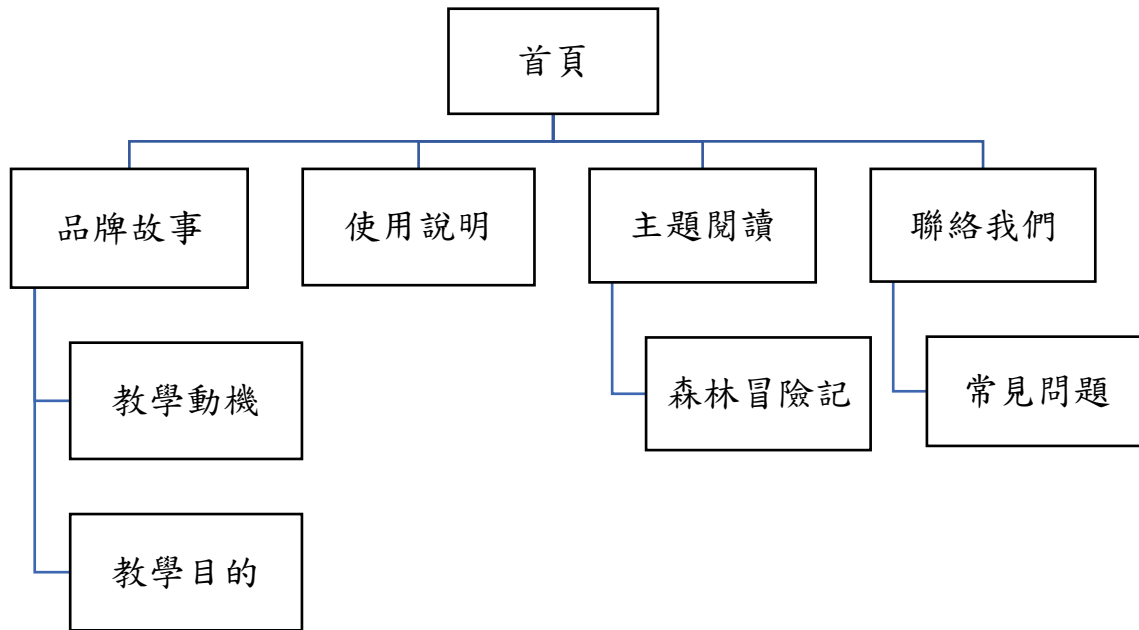 首頁
品牌故事
使用說明
主題閱讀
聯絡我們
教學動機
森林冒險記
常見問題
教學目的